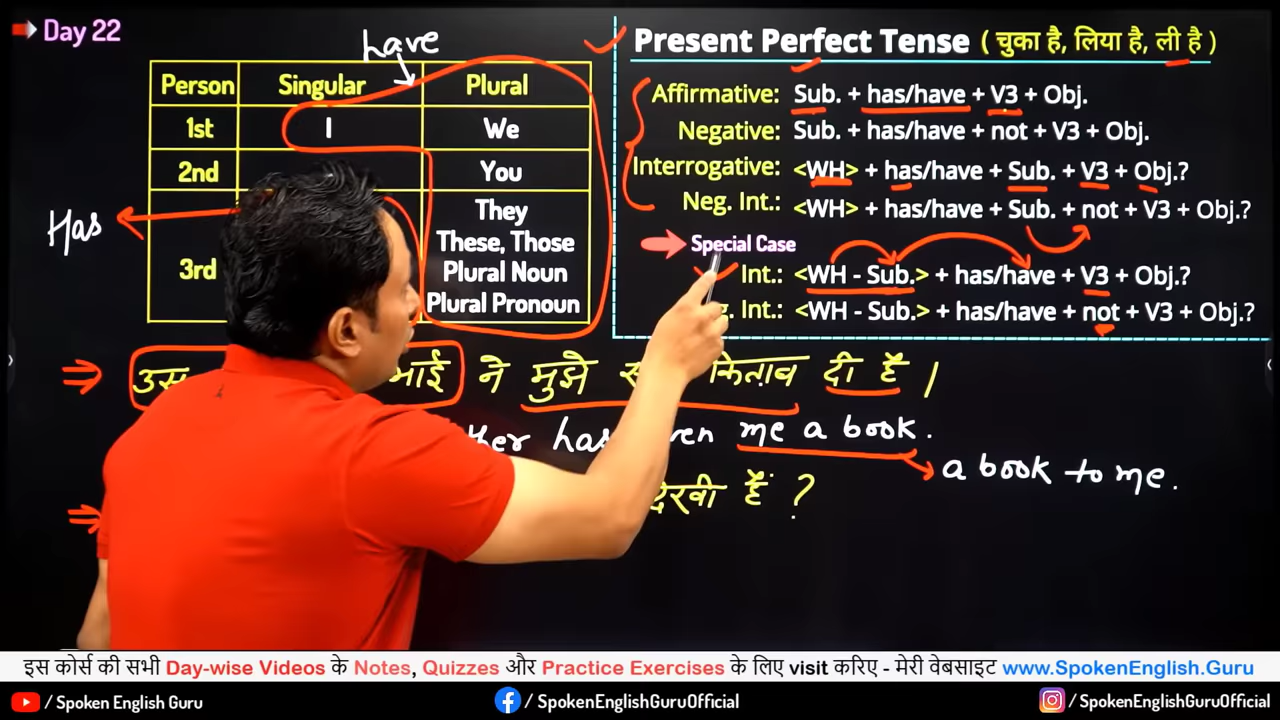 Day 22
have
Person Singular Plural
1st I We
2nd You
3rd They
These, Those
Plural Noun
Plural Pronoun
Has
Present Perfect Tense ( चुका है, लिया है, ली है )
Affirmative: Sub. + has/have + V3 + Obj.
Negative: Sub. + has/have + not + V3 + Obj.
Interrogative: <WH> + has/have + Sub. + V3 + Obj.?
Neg. Int.: <WH> + has/have + Sub. + not + V3 + Obj.?
Special Case
Int.: <WH - Sub.> + has/have + V3 + Obj.?
Int.: <WH - Sub.> + has/have + not + V3 + Obj.?
उस भाई ने मुझे किताब दी है |
has me a book.
a book to me.
देखी है ?
इस कोर्स की सभी Day-wise Videos के Notes, Quizzes और Practice Exercises के लिए visit करिए - मेरी वेबसाइट www.SpokenEnglish.Guru
/ Spoken English Guru
/ SpokenEnglishGuruOfficial
/ SpokenEnglishGuruOfficial